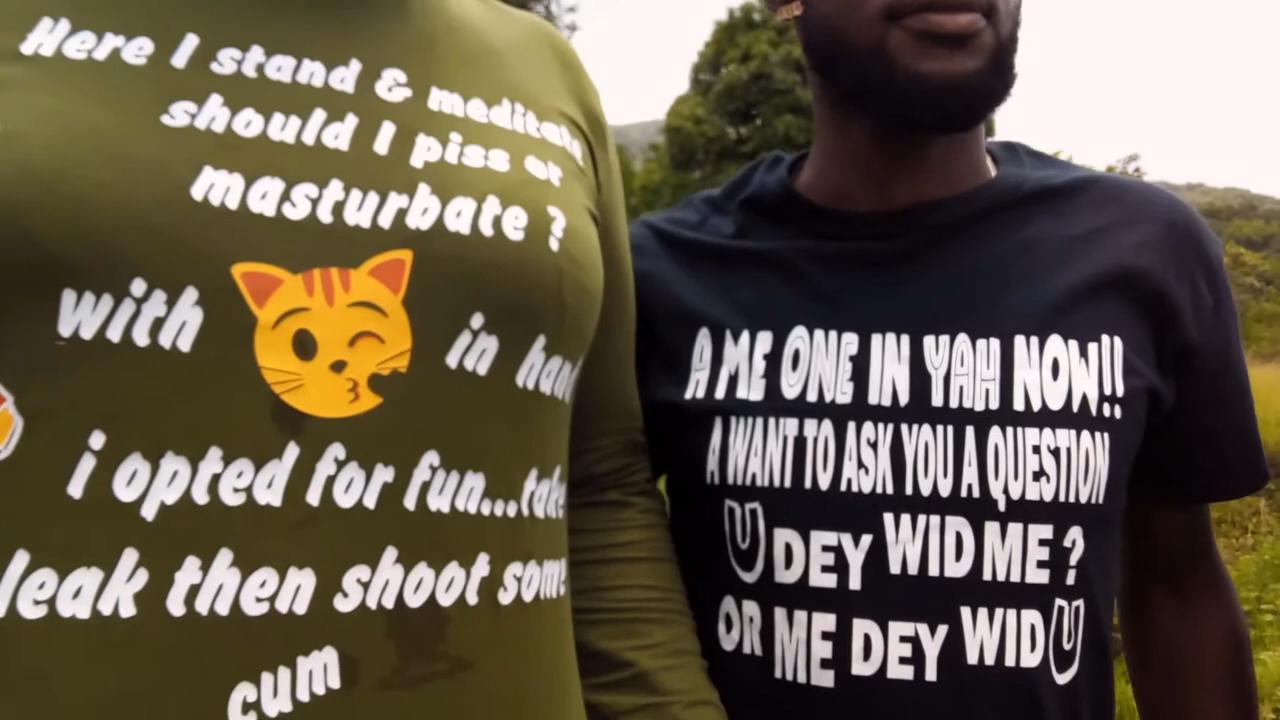 Here I stand & meditate
should I piss or
masturbate ?
with in hand
i opted for fun...take
leak then shoot some
cum
A ME ONE IN YAH NOW!!
A WANT TO ASK YOU A QUESTION
U DEY WID ME ?
OR ME DEY WID U